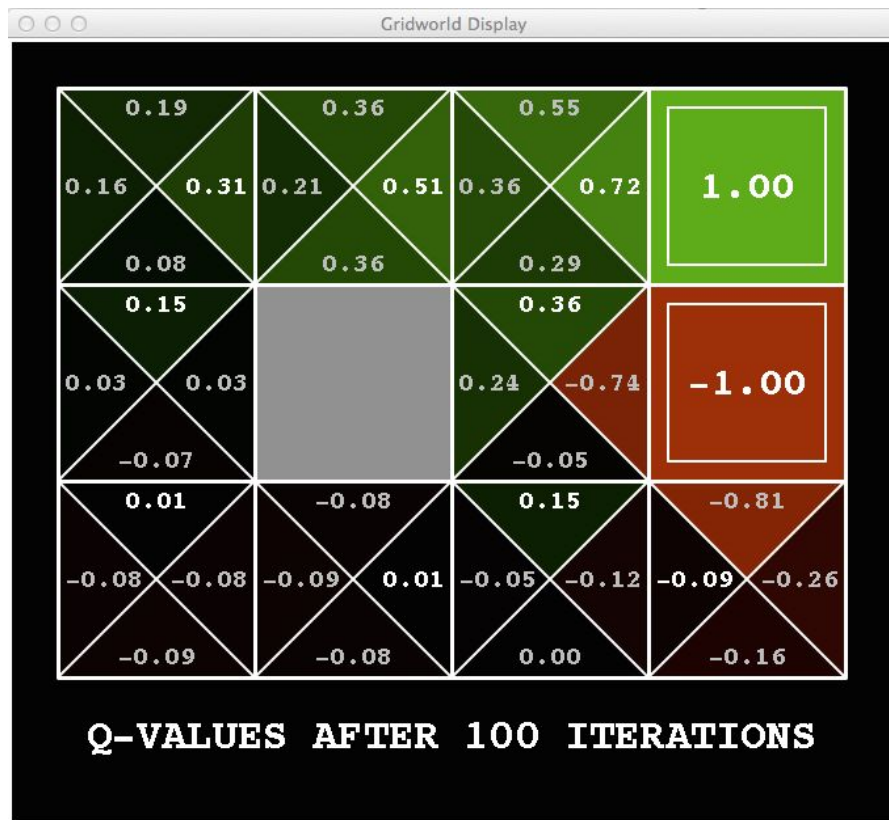 Gridworld Display
0.19 0.36 0.55
0.16 0.31 0.21 0.51 0.36 0.72 1.00
0.08 0.36 0.29
0.15 0.36
0.03 0.03 0.24 -0.74 -1.00
-0.07 -0.05
0.01 -0.08 0.15 -0.81
-0.08 -0.08 -0.09 0.01 -0.05 -0.12 -0.09 -0.26
-0.09 -0.08 0.00 -0.16
Q-VALUES AFTER 100 ITERATIONS